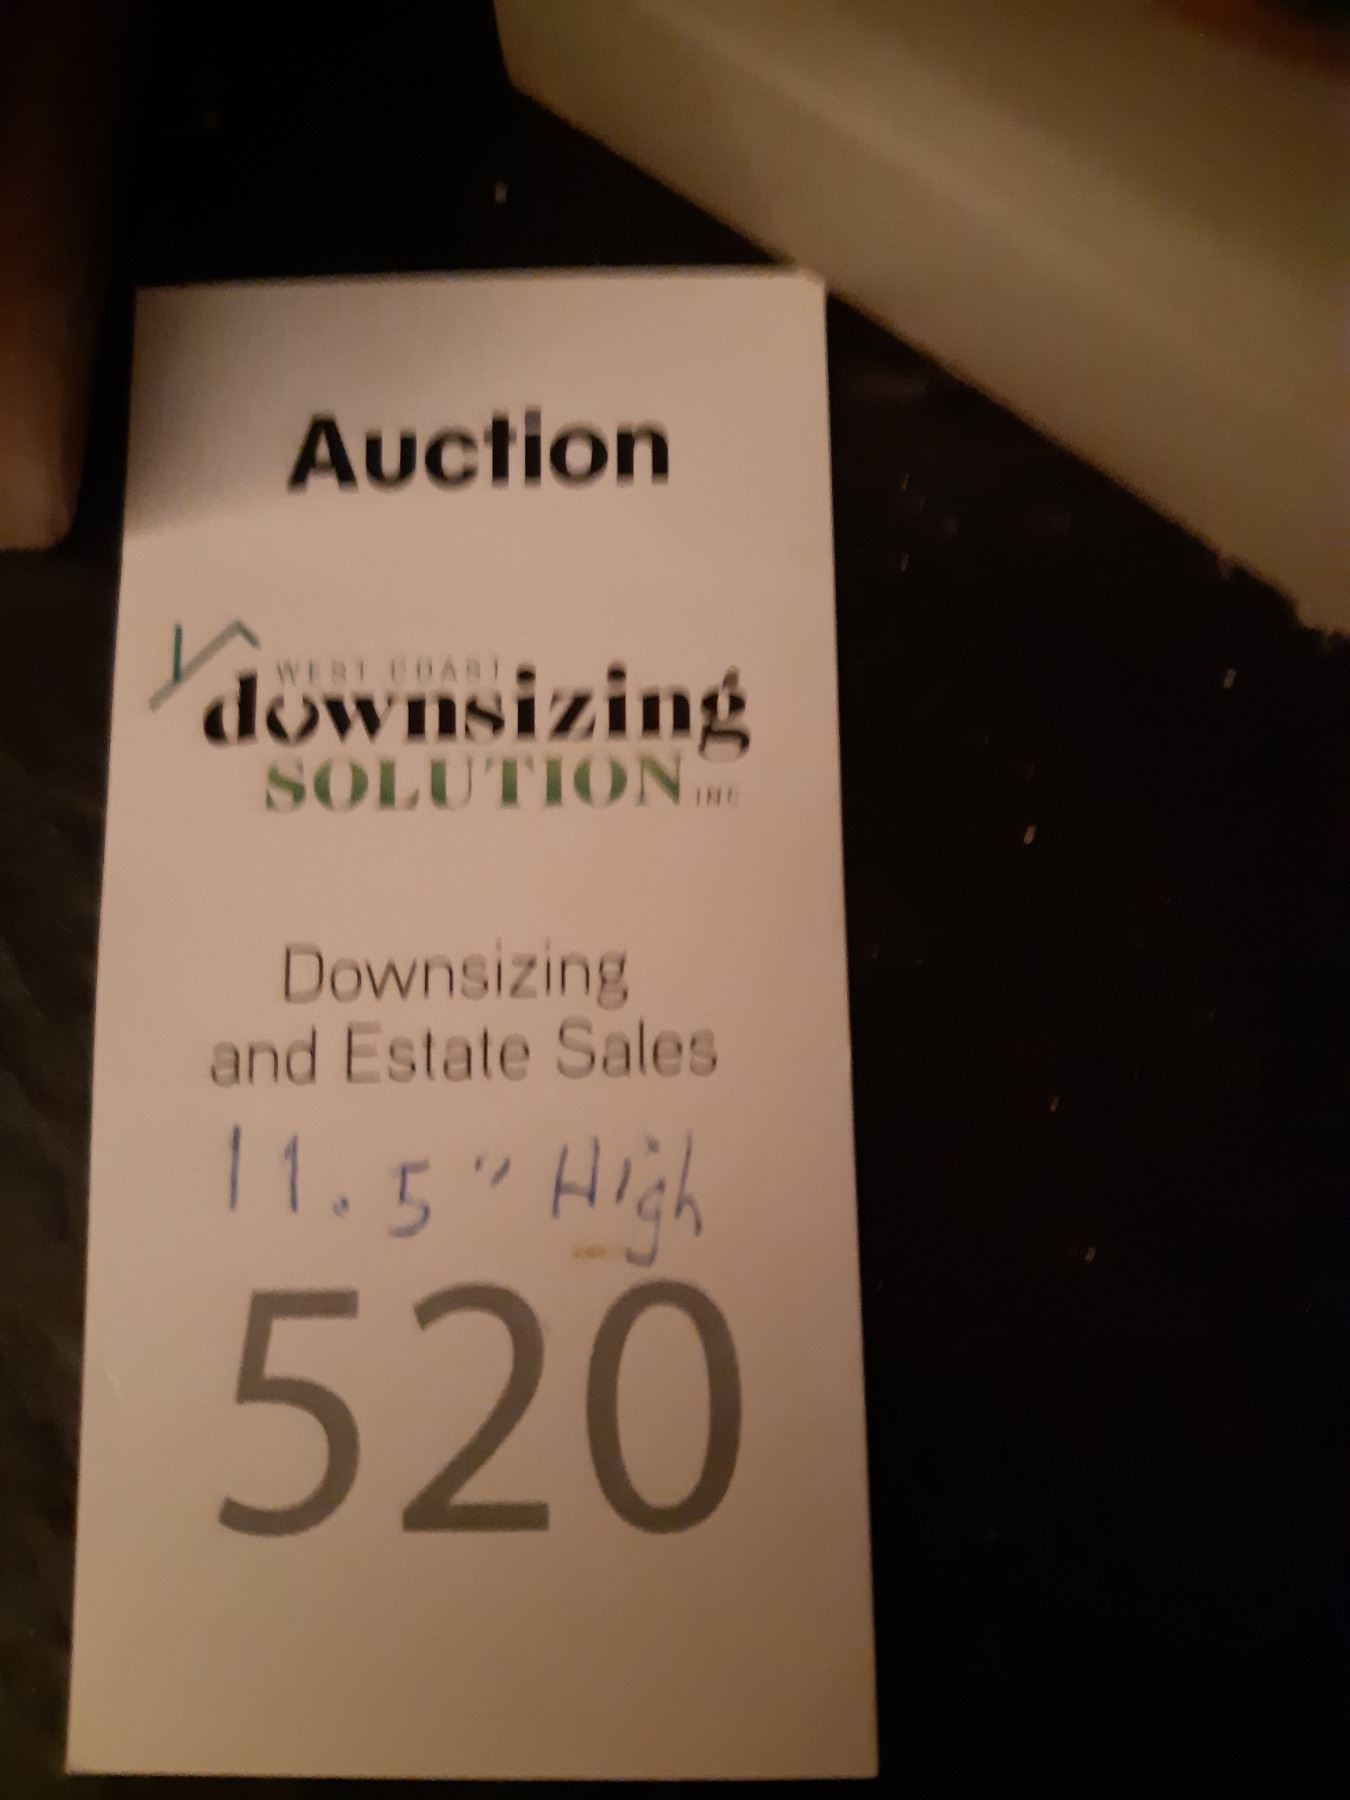 Auction
WEST COAST
downsizing
SOLUTION INC
Downsizing
and Estate Sales
11.5" High
520